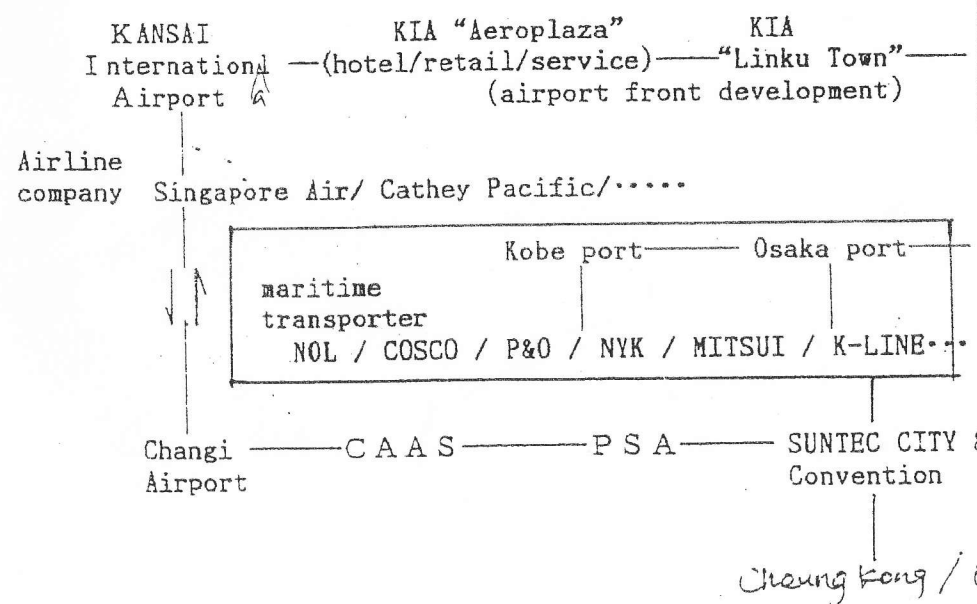 KANSAI KIA “Aeroplaza” KIA
Internationl (hotel/retail/service) “Linku Town”
a
Airport (airport front development)
Airline
company Singapore Air/ Cathey Pacific/·····
Kobe port Osaka port
maritime
transporter
NOL / COSCO / P&O / NYK / MITSUI / K-LINE···
Changi CAAS PSA SUNTEC CITY &
Airport Convention
Cheung Kong /